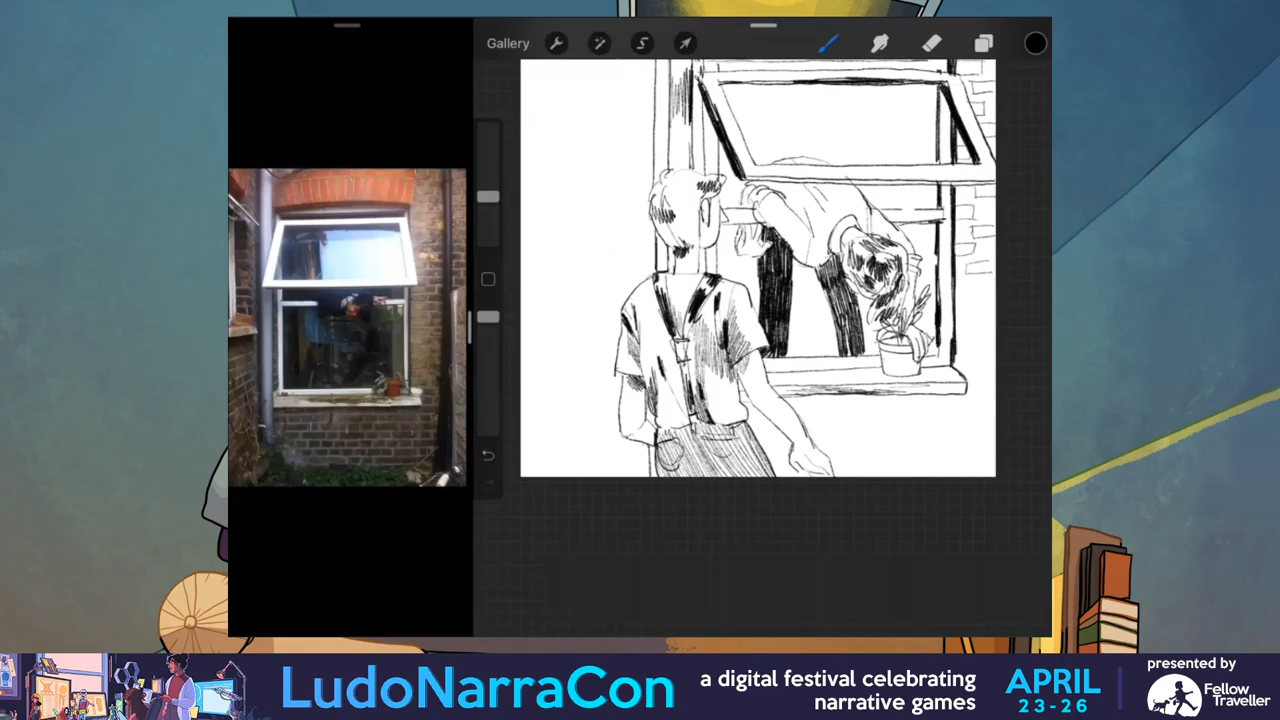 Gallery
LudoNarraCon
a digital festival celebrating
narrative games
APRIL
23-26
presented by
Fellow
Traveller